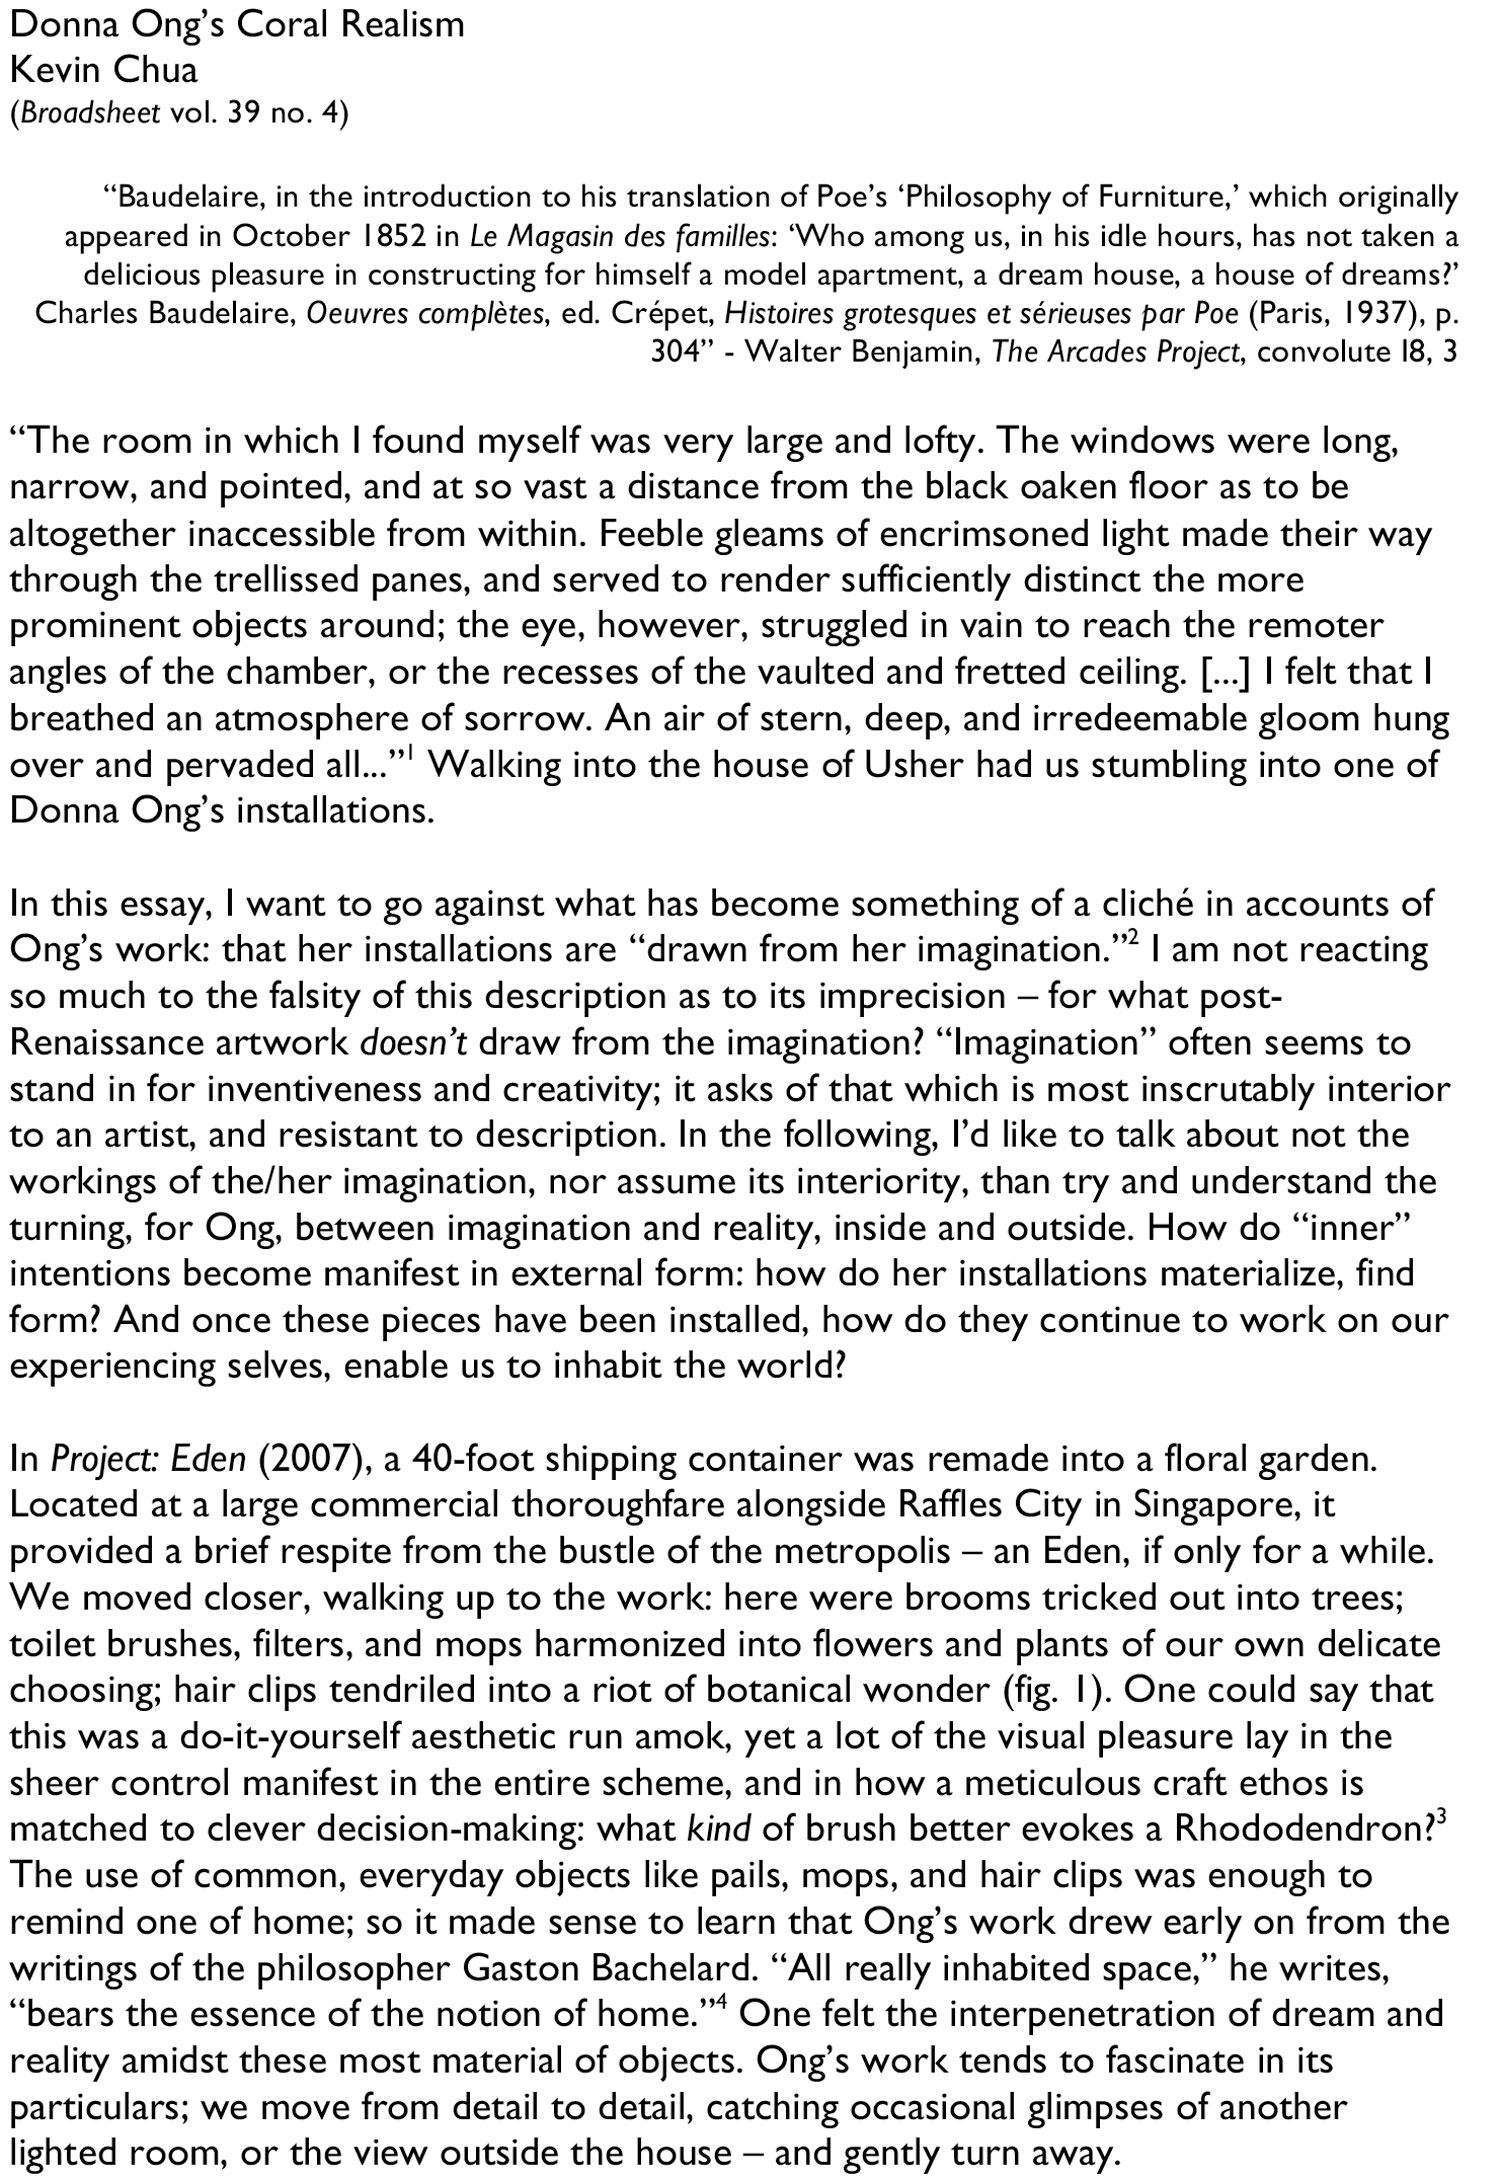 Donna Ong’s Coral Realism
Kevin Chua
(Broadsheet vol. 39 no. 4)
“Baudelaire, in the introduction to his translation of Poe’s ‘Philosophy of Furniture,’ which originally
appeared in October 1852 in Le Magasin des familles: ‘Who among us, in his idle hours, has not taken a
delicious pleasure in constructing for himself a model apartment, a dream house, a house of dreams?’
Charles Baudelaire, Oeuvres complètes, ed. Crépet, Histoires grotesques et sérieuses par Poe (Paris, 1937), p.
304” - Walter Benjamin, The Arcades Project, convolute I8, 3
“The room in which I found myself was very large and lofty. The windows were long,
narrow, and pointed, and at so vast a distance from the black oaken floor as to be
altogether inaccessible from within. Feeble gleams of encrimsoned light made their way
through the trellissed panes, and served to render sufficiently distinct the more
prominent objects around; the eye, however, struggled in vain to reach the remoter
angles of the chamber, or the recesses of the vaulted and fretted ceiling. [...] I felt that I
breathed an atmosphere of sorrow. An air of stern, deep, and irredeemable gloom hung
over and pervaded all...”1 Walking into the house of Usher had us stumbling into one of
Donna Ong’s installations.
In this essay, I want to go against what has become something of a cliché in accounts of
Ong’s work: that her installations are “drawn from her imagination.”2 I am not reacting
so much to the falsity of this description as to its imprecision – for what post-
Renaissance artwork doesn’t draw from the imagination? “Imagination” often seems to
stand in for inventiveness and creativity; it asks of that which is most inscrutably interior
to an artist, and resistant to description. In the following, I’d like to talk about not the
workings of the/her imagination, nor assume its interiority, than try and understand the
turning, for Ong, between imagination and reality, inside and outside. How do “inner”
intentions become manifest in external form: how do her installations materialize, find
form? And once these pieces have been installed, how do they continue to work on our
experiencing selves, enable us to inhabit the world?
In Project: Eden (2007), a 40-foot shipping container was remade into a floral garden.
Located at a large commercial thoroughfare alongside Raffles City in Singapore, it
provided a brief respite from the bustle of the metropolis – an Eden, if only for a while.
We moved closer, walking up to the work: here were brooms tricked out into trees;
toilet brushes, filters, and mops harmonized into flowers and plants of our own delicate
choosing; hair clips tendriled into a riot of botanical wonder (fig. 1). One could say that
this was a do-it-yourself aesthetic run amok, yet a lot of the visual pleasure lay in the
sheer control manifest in the entire scheme, and in how a meticulous craft ethos is
matched to clever decision-making: what kind of brush better evokes a Rhododendron?3
The use of common, everyday objects like pails, mops, and hair clips was enough to
remind one of home; so it made sense to learn that Ong’s work drew early on from the
writings of the philosopher Gaston Bachelard. “All really inhabited space,” he writes,
“bears the essence of the notion of home.”4 One felt the interpenetration of dream and
reality amidst these most material of objects. Ong’s work tends to fascinate in its
particulars; we move from detail to detail, catching occasional glimpses of another
lighted room, or the view outside the house – and gently turn away.